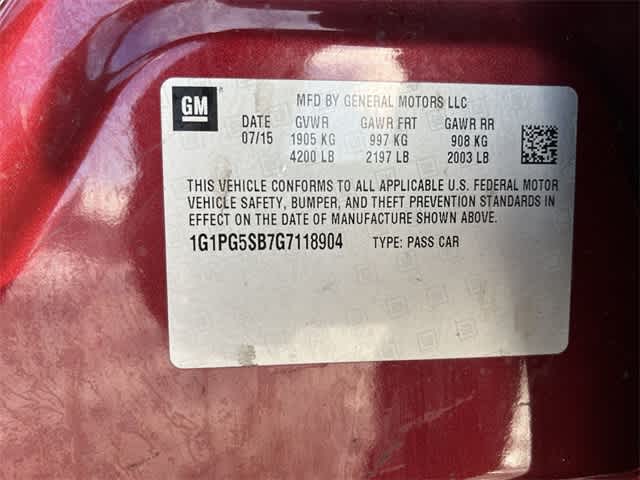 GM
MFD BY GENERAL MOTORS LLC
DATE GVWR GAWR FRT GAWR RR
07/15 1905 KG 997 KG 908 KG
4200 LB 2197 LB 2003 LB
THIS VEHICLE CONFORMS TO ALL APPLICABLE U.S. FEDERAL MOTOR
VEHICLE SAFETY, BUMPER, AND THEFT PREVENTION STANDARDS IN
EFFECT ON THE DATE OF MANUFACTURE SHOWN ABOVE.
1G1PG5SB7G7118904 TYPE: PASS CAR